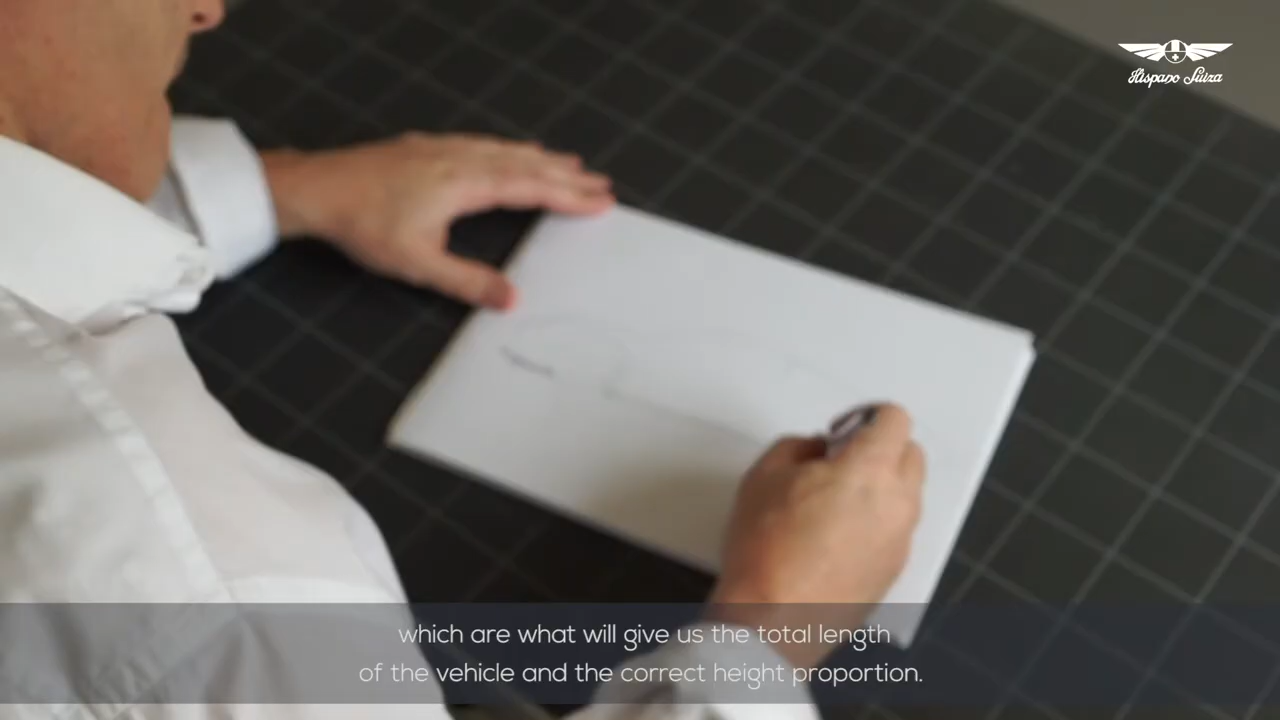 Hispano Suiza
which are what will give us the total length
of the vehicle and the correct height proportion.